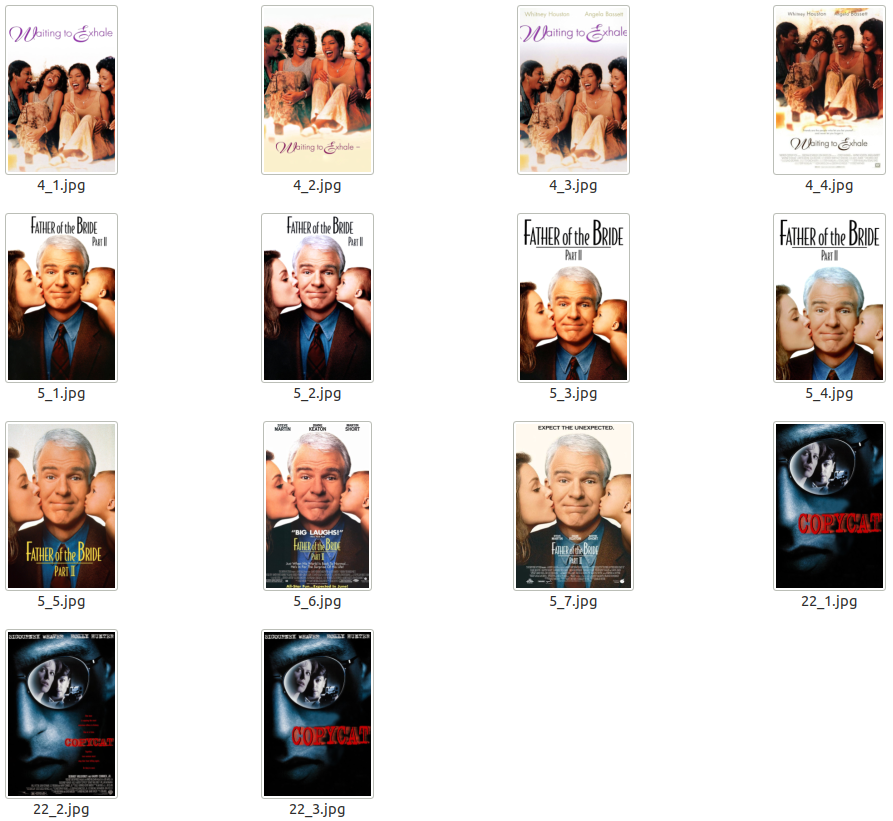 Waiting to Exhale
4_1.jpg
Waiting to Exhale
4_2.jpg
Whitney Houston Angela Bassett
Waiting to Exhale
4_3.jpg
Whitney Houston Angela Bassett
Waiting to Exhale
4_4.jpg
FATHER of the BRIDE
PART II
5_1.jpg
FATHER of the BRIDE
PART II
5_2.jpg
FATHER of the BRIDE
PART II
5_3.jpg
FATHER of the BRIDE
PART II
5_4.jpg
FATHER of the BRIDE
PART II
5_5.jpg
STEVE MARTIN DIANE KEATON MARTIN SHORT
"BIG LAUGHS!"
FATHER of the BRIDE
PART II
5_6.jpg
EXPECT THE UNEXPECTED.
FATHER of the BRIDE
PART II
5_7.jpg
COPYCAT
22_1.jpg
SIGOURNEY WEAVER HOLLY HUNTER
COPYCAT
22_2.jpg
SIGOURNEY WEAVER HOLLY HUNTER
COPYCAT
22_3.jpg